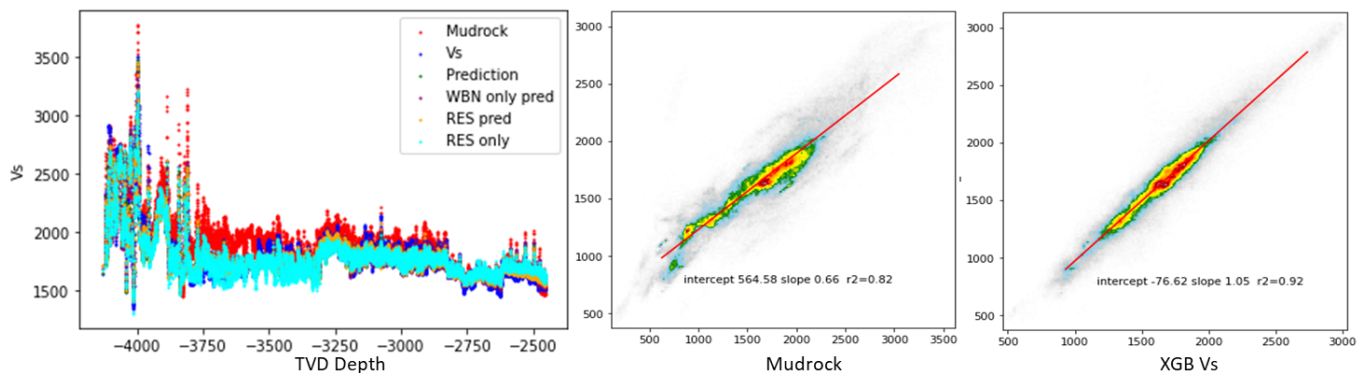 Mudrock
Vs
Prediction
WBN only pred
RES pred
RES only
3500
3000
2500
2000
1500
Vs
−4000 −3750 −3500 −3250 −3000 −2750 −2500
TVD Depth
3000
2500
2000
1500
1000
500
intercept 564.58 slope 0.66 r2=0.82
500 1000 1500 2000 2500 3000 3500
Mudrock
3000
2500
2000
1500
1000
500
intercept -76.62 slope 1.05 r2=0.92
500 1000 1500 2000 2500 3000
XGB Vs